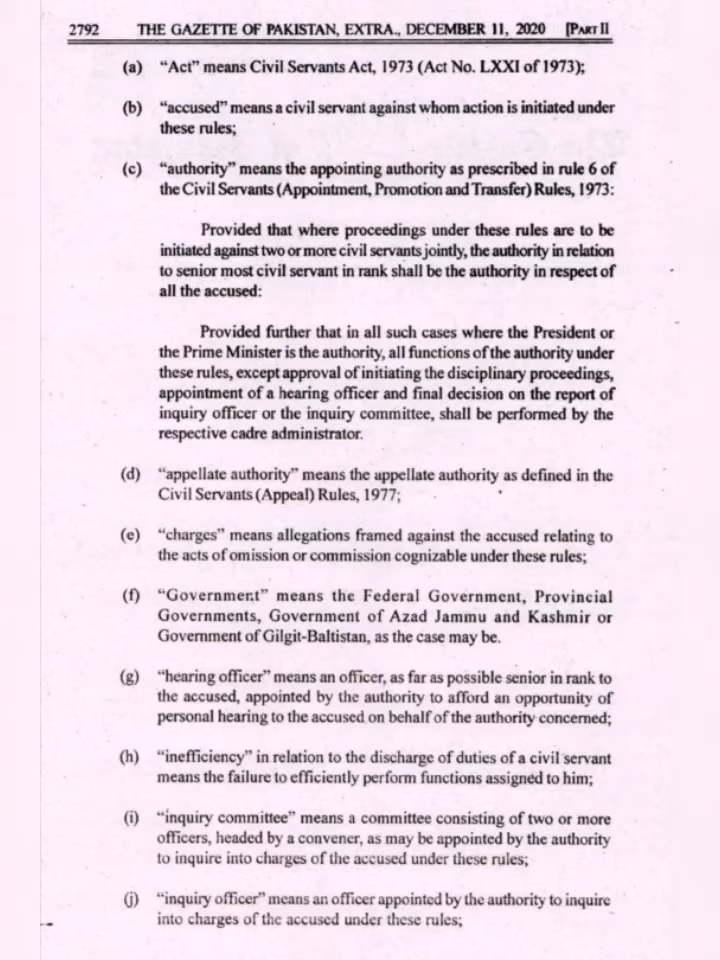 2792 THE GAZETTE OF PAKISTAN, EXTRA., DECEMBER 11, 2020 [PART II
(a) “Act” means Civil Servants Act, 1973 (Act No. LXXI of 1973);
(b) “accused” means a civil servant against whom action is initiated under
these rules;
(c) “authority” means the appointing authority as prescribed in rule 6 of
the Civil Servants (Appointment, Promotion and Transfer) Rules, 1973:
Provided that where proceedings under these rules are to be
initiated against two or more civil servants jointly, the authority in relation
to senior most civil servant in rank shall be the authority in respect of
all the accused:
Provided further that in all such cases where the President or
the Prime Minister is the authority, all functions of the authority under
these rules, except approval of initiating the disciplinary proceedings,
appointment of a hearing officer and final decision on the report of
inquiry officer or the inquiry committee, shall be performed by the
respective cadre administrator.
(d) “appellate authority” means the appellate authority as defined in the
Civil Servants (Appeal) Rules, 1977;
(e) “charges” means allegations framed against the accused relating to
the acts of omission or commission cognizable under these rules;
(f) “Government” means the Federal Government, Provincial
Governments, Government of Azad Jammu and Kashmir or
Government of Gilgit-Baltistan, as the case may be.
(g) “hearing officer” means an officer, as far as possible senior in rank to
the accused, appointed by the authority to afford an opportunity of
personal hearing to the accused on behalf of the authority concerned;
(h) “inefficiency” in relation to the discharge of duties of a civil servant
means the failure to efficiently perform functions assigned to him;
(i) “inquiry committee” means a committee consisting of two or more
officers, headed by a convener, as may be appointed by the authority
to inquire into charges of the accused under these rules;
(j) “inquiry officer” means an officer appointed by the authority to inquire
into charges of the accused under these rules;